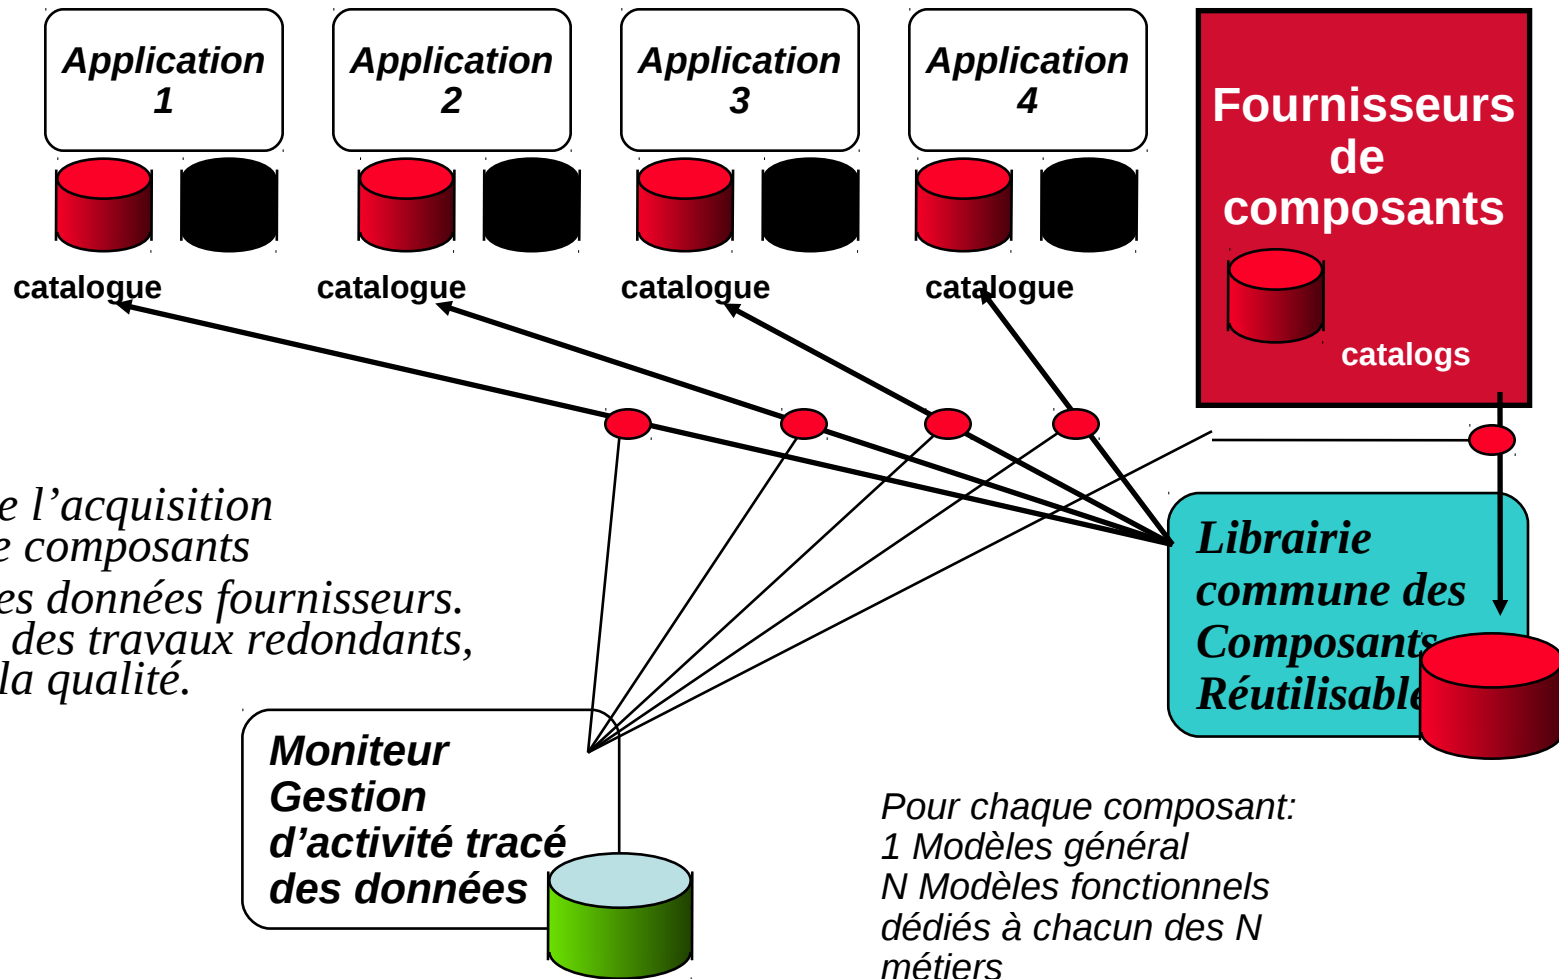 Application
1
Application
2
Application
3
Application
4
Fournisseurs
de
composants
catalogue
catalogue
catalogue
catalogue
catalogs
e l’acquisition
e composants
es données fournisseurs.
des travaux redondants,
la qualité.
Librairie
commune des
Composants
Réutilisable
Moniteur
Gestion
d’activité tracé
des données
Pour chaque composant:
1 Modèles général
N Modèles fonctionnels
dédiés à chacun des N
métiers